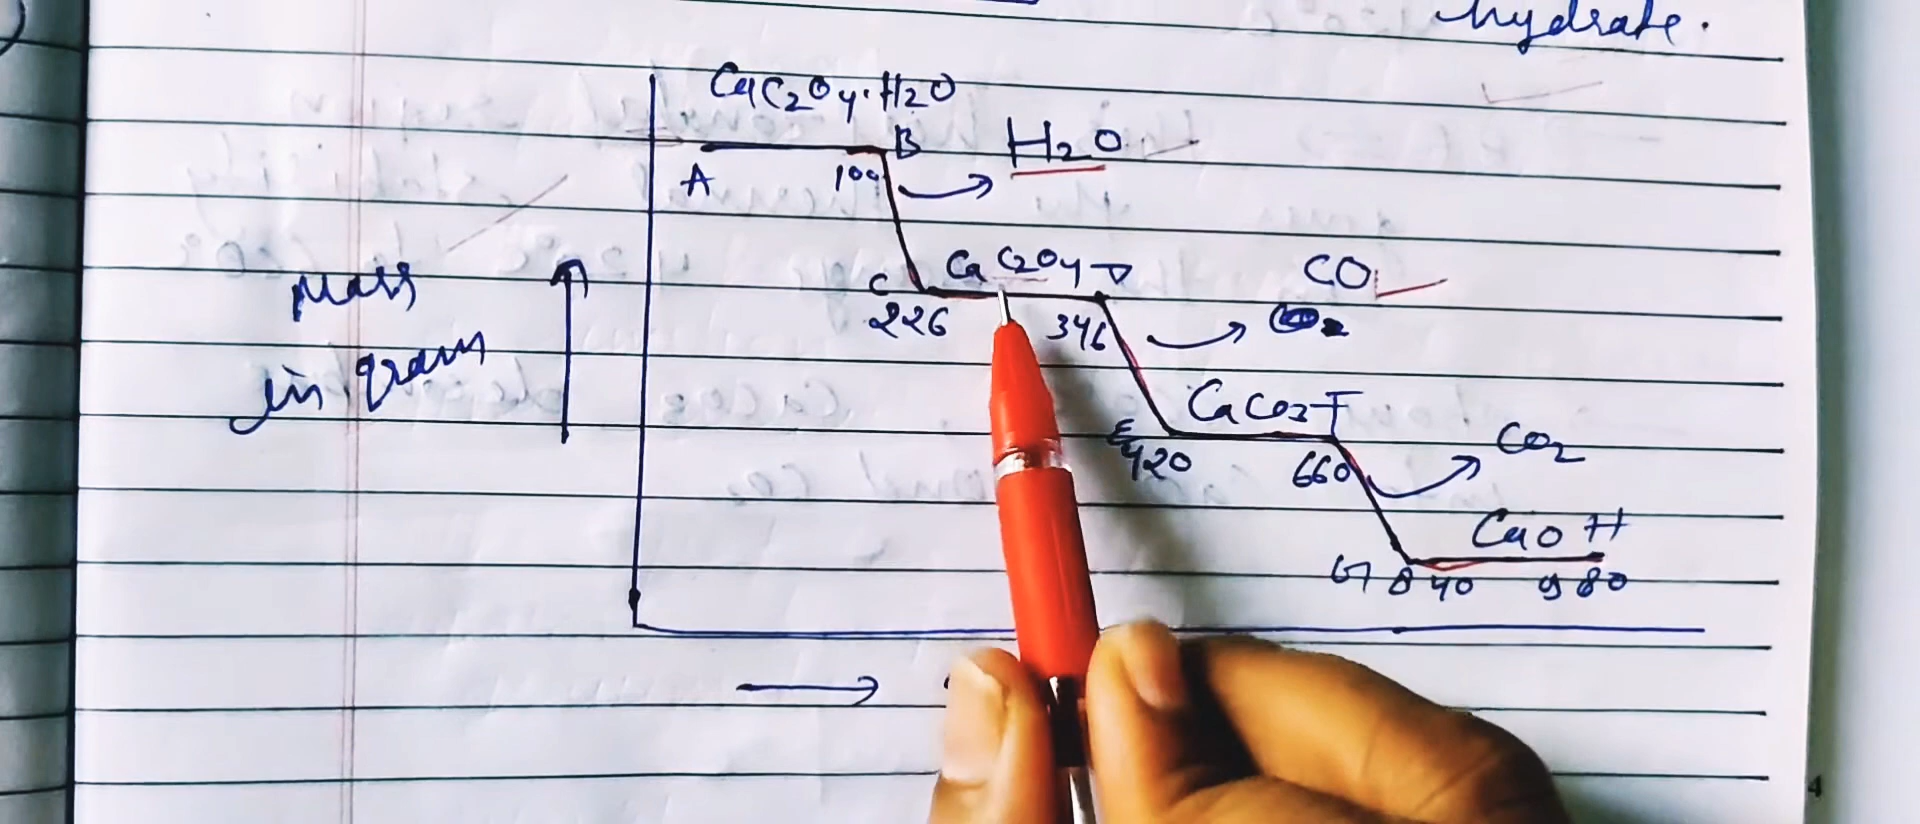 hydrate.
CaC2O4.H2O
B H2O
A 100
C CaC2O4 D CO
226 346
Mass
in gram
CaCO3 F
E 420 660 CO2
CaO H
G 840 980
4